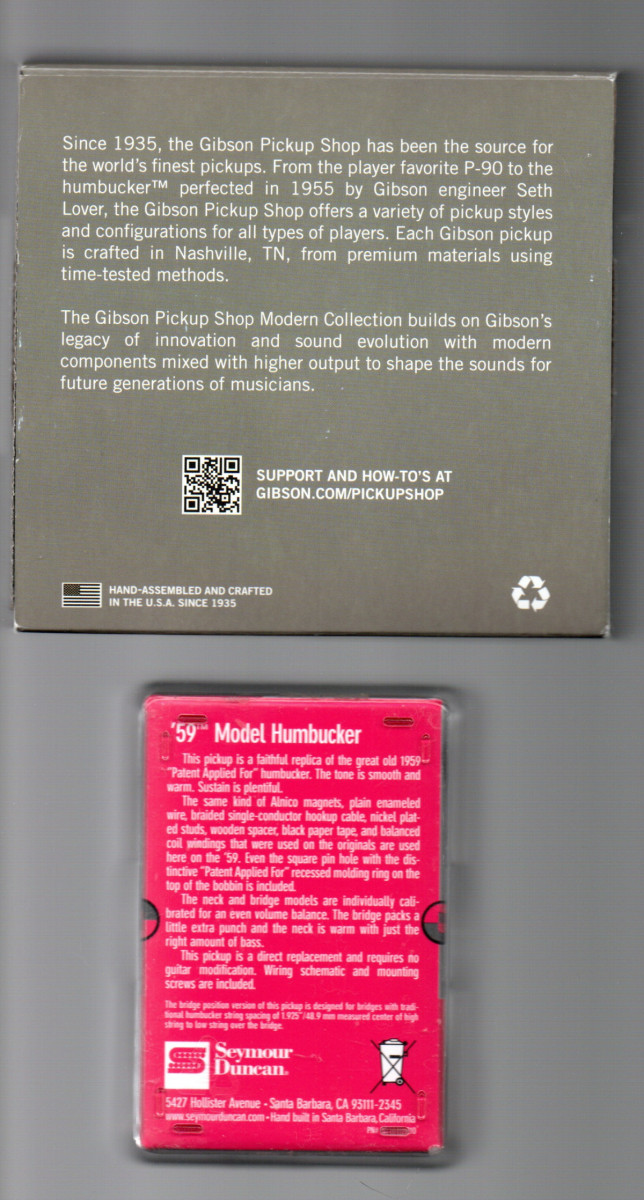 Since 1935, the Gibson Pickup Shop has been the source for
the world's finest pickups. From the player favorite P-90 to the
humbucker™ perfected in 1955 by Gibson engineer Seth
Lover, the Gibson Pickup Shop offers a variety of pickup styles
and configurations for all types of players. Each Gibson pickup
is crafted in Nashville, TN, from premium materials using
time-tested methods.
The Gibson Pickup Shop Modern Collection builds on Gibson's
legacy of innovation and sound evolution with modern
components mixed with higher output to shape the sounds for
future generations of musicians.
SUPPORT AND HOW-TO'S AT
GIBSON.COM/PICKUPSHOP
HAND-ASSEMBLED AND CRAFTED
IN THE U.S.A. SINCE 1935
'59™ Model Humbucker
This pickup is a faithful replica of the great old 1959
"Patent Applied For" humbucker. The tone is smooth and
warm. Sustain is plentiful.
The same kind of Alnico magnets, plain enameled
wire, braided single-conductor hookup cable, nickel plat-
ed studs, wooden spacer, black paper tape, and balanced
coil windings that were used on the originals are used
here on the '59. Even the square pin hole with the dis-
tinctive "Patent Applied For" recessed molding ring on the
top of the bobbin is included.
The neck and bridge models are individually cali-
brated for an even volume balance. The bridge packs a
little extra punch and the neck is warm with just the
right amount of bass.
This pickup is a direct replacement and requires no
guitar modification. Wiring schematic and mounting
screws are included.
The bridge position version of this pickup is designed for bridges with tradi-
tional humbucker string spacing of 1.925"/48.9 mm measured center of high
string to low string over the bridge.
Seymour
Duncan®
5427 Hollister Avenue • Santa Barbara, CA 93111-2345
www.seymourduncan.com • Hand built in Santa Barbara, California